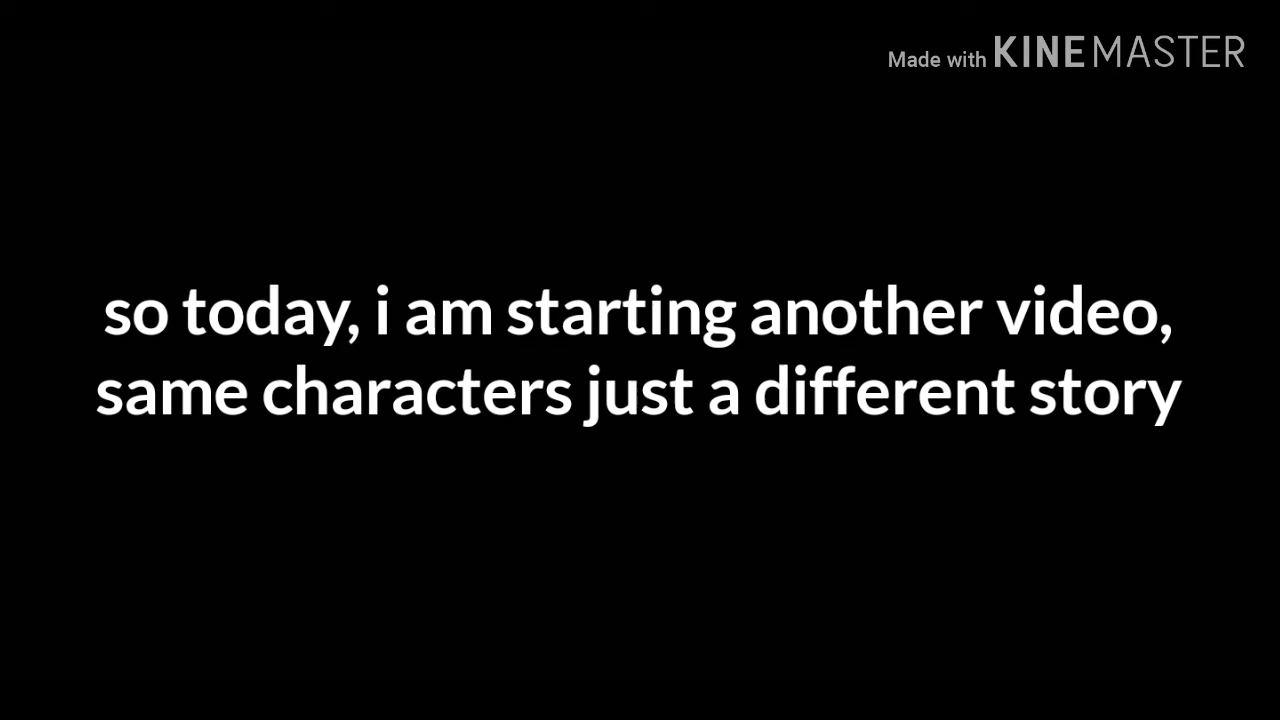 Made with KINEMASTER
so today, i am starting another video,
same characters just a different story